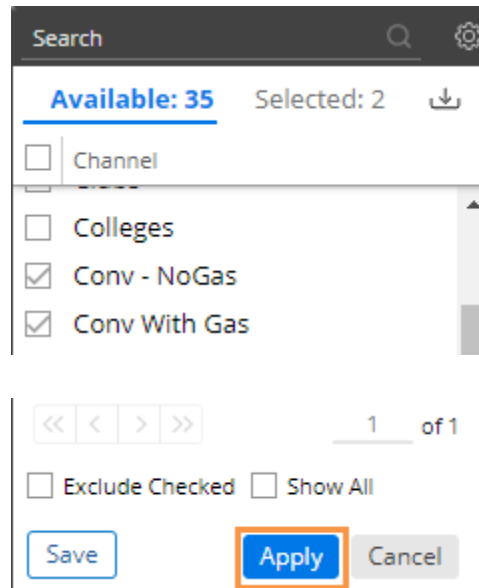 Search
Available: 35 Selected: 2
Channel
Colleges
Conv - NoGas
Conv With Gas
<< < > >> 1 of 1
Exclude Checked Show All
Save Apply Cancel